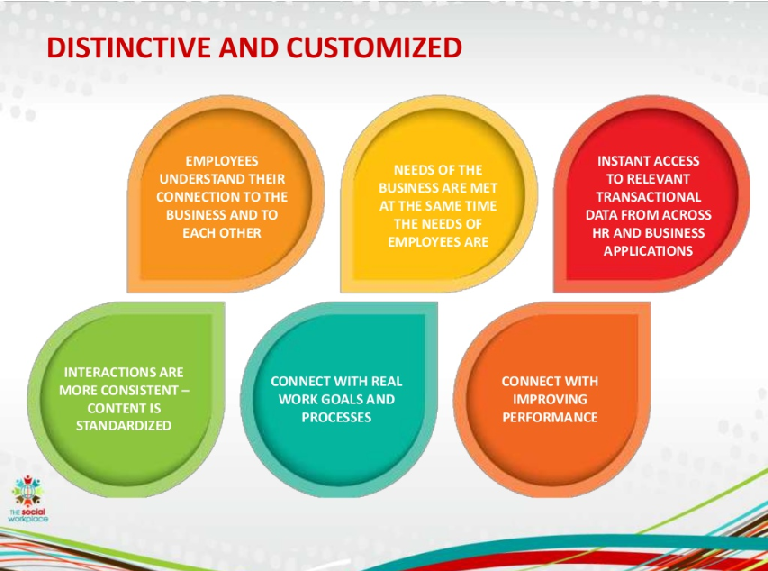 DISTINCTIVE AND CUSTOMIZED
EMPLOYEES
UNDERSTAND THEIR
CONNECTION TO THE
BUSINESS AND TO
EACH OTHER
NEEDS OF THE
BUSINESS ARE MET
AT THE SAME TIME
THE NEEDS OF
EMPLOYEES ARE
INSTANT ACCESS
TO RELEVANT
TRANSACTIONAL
DATA FROM ACROSS
HR AND BUSINESS
APPLICATIONS
INTERACTIONS ARE
MORE CONSISTENT –
CONTENT IS
STANDARDIZED
CONNECT WITH REAL
WORK GOALS AND
PROCESSES
CONNECT WITH
IMPROVING
PERFORMANCE
THE social
workplace